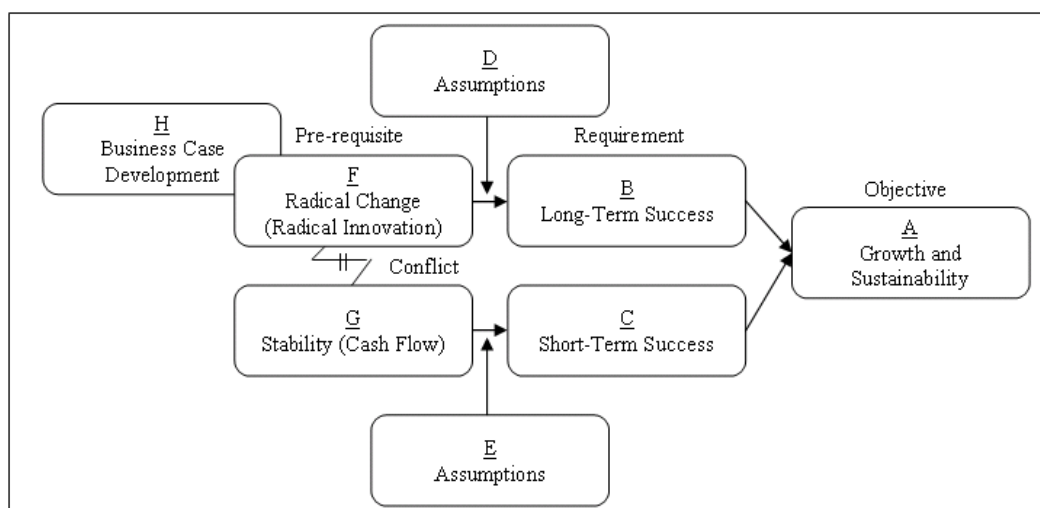 D
Assumptions
H
Business Case
Development
Pre-requisite
Requirement
F
Radical Change
(Radical Innovation)
B
Long-Term Success
Objective
A
Growth and
Sustainability
Conflict
G
Stability (Cash Flow)
C
Short-Term Success
E
Assumptions